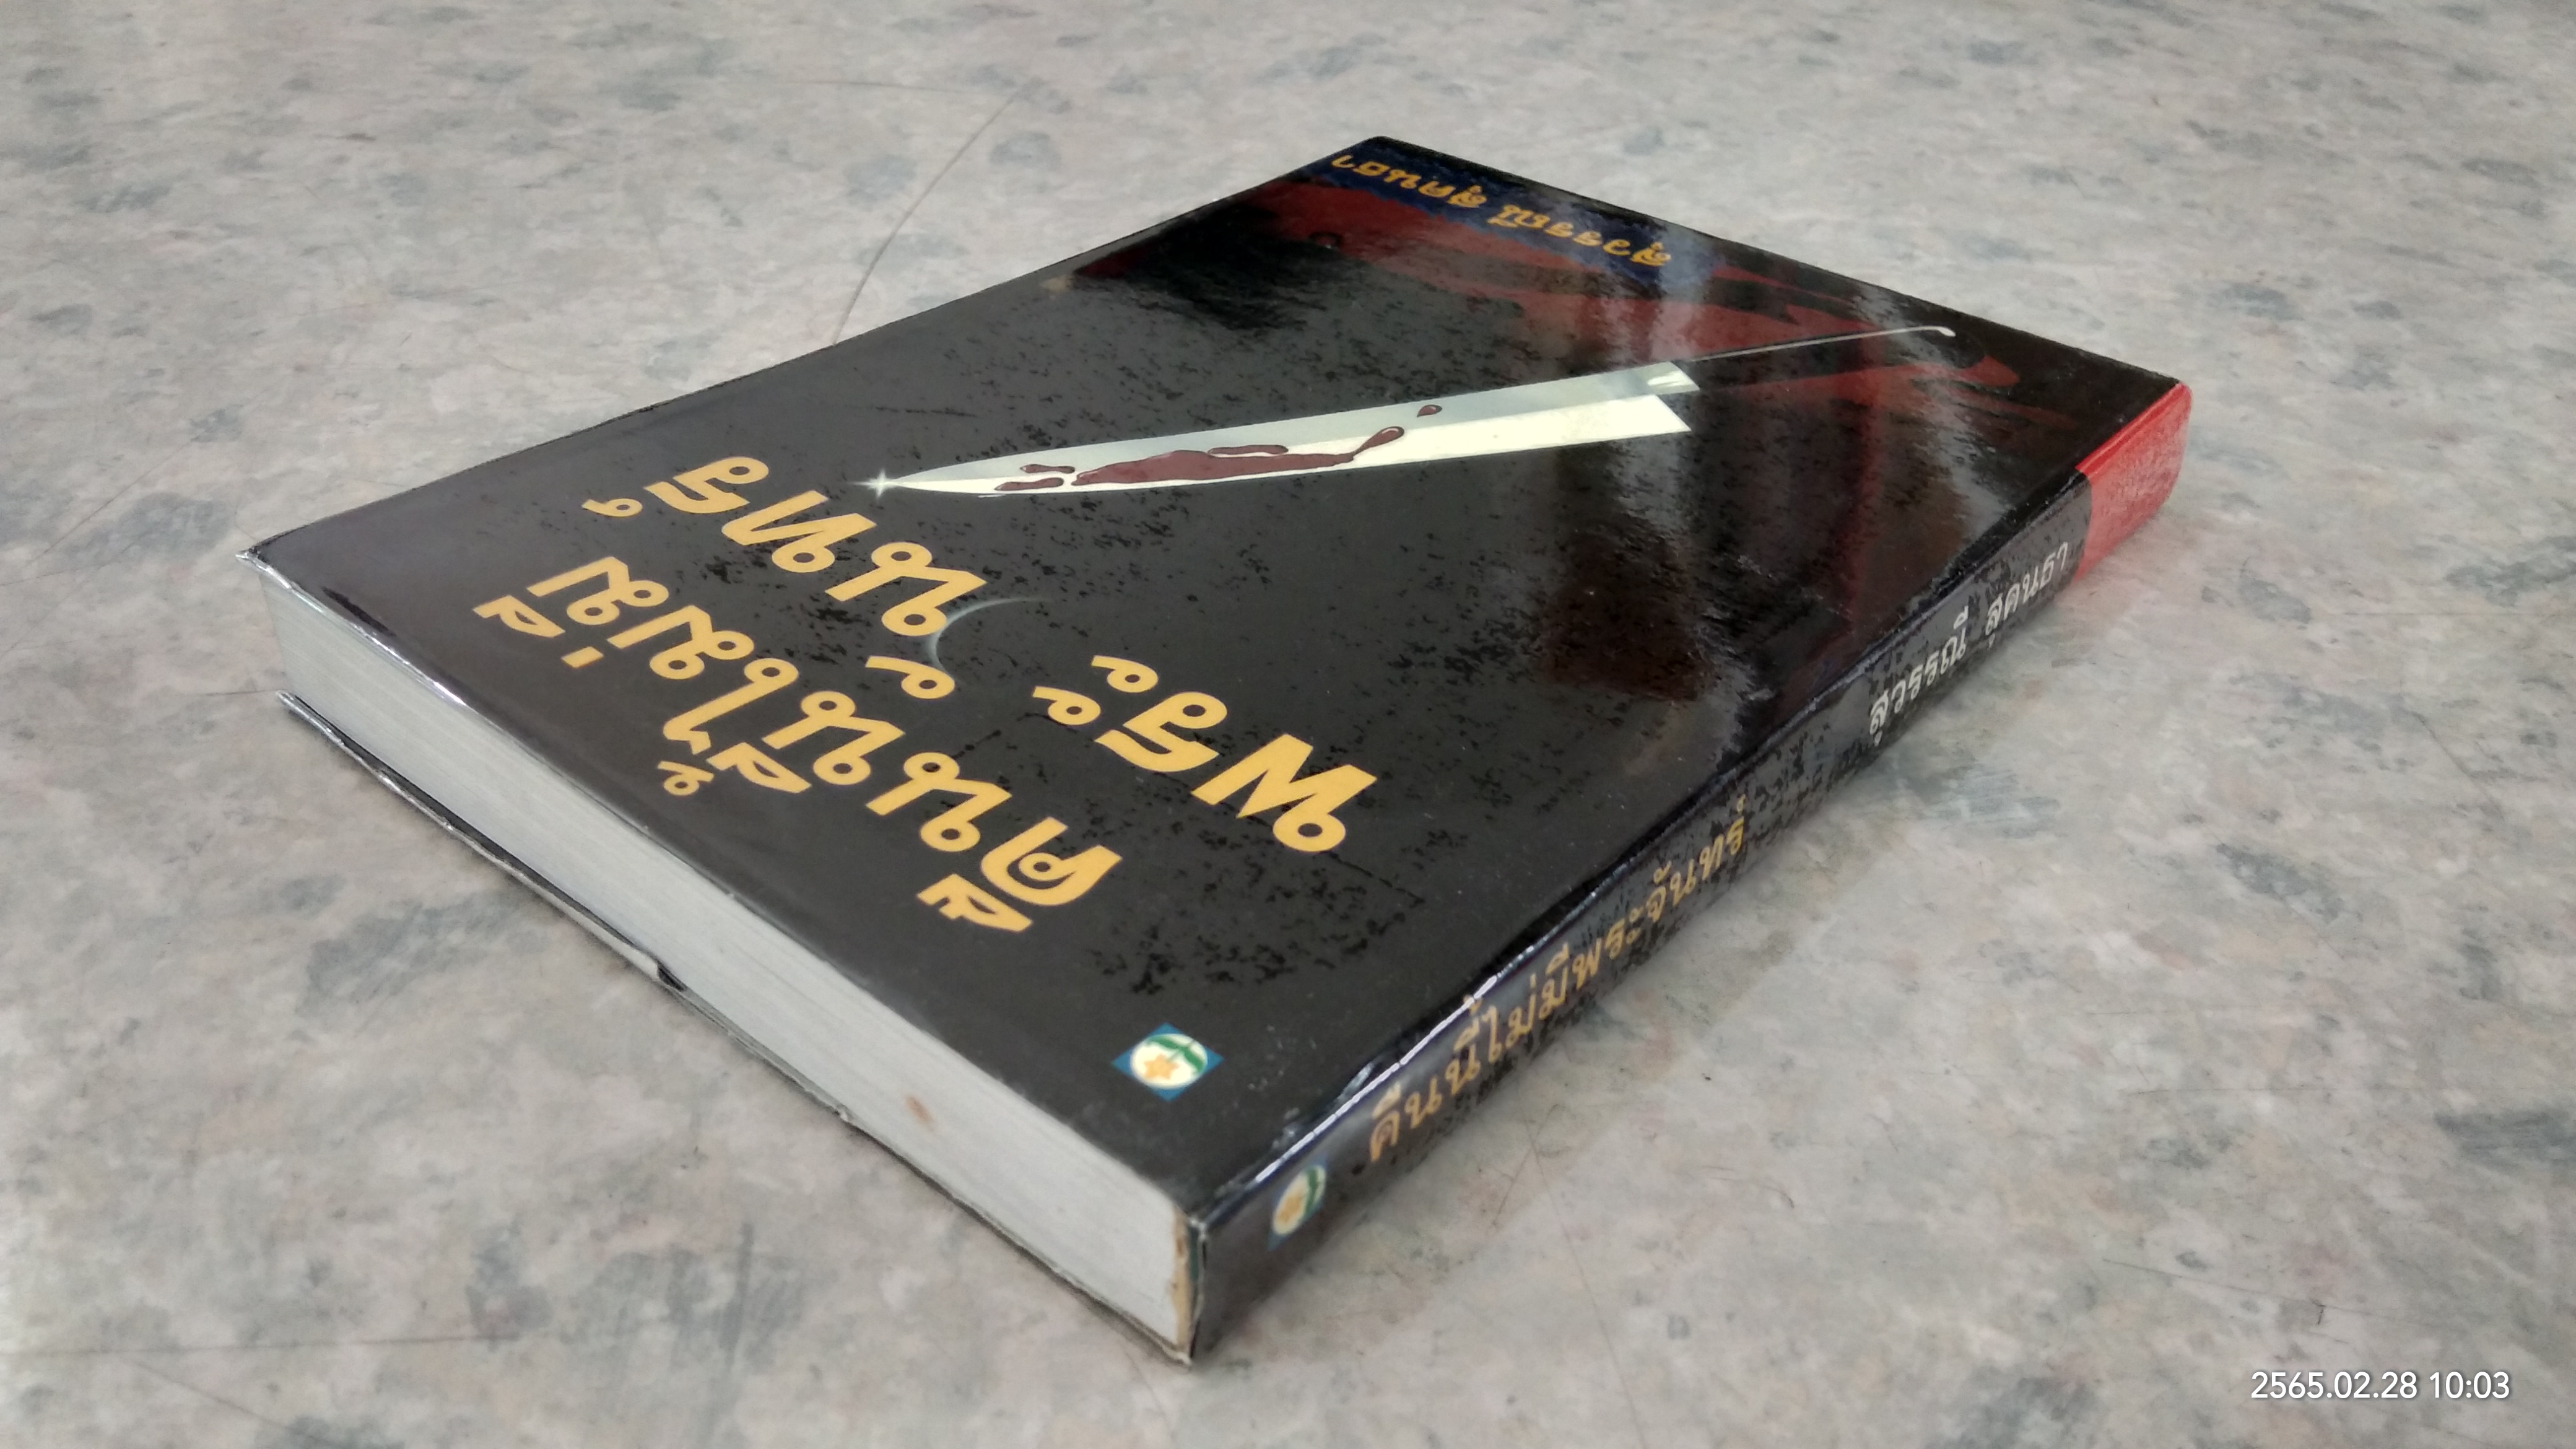 สุวรรณี สุคนธา
คืนนี้ไม่มี
พระจันทร์
คืนนี้ไม่มีพระจันทร์
สุวรรณี สุคนธา
2565.02.28 10:03